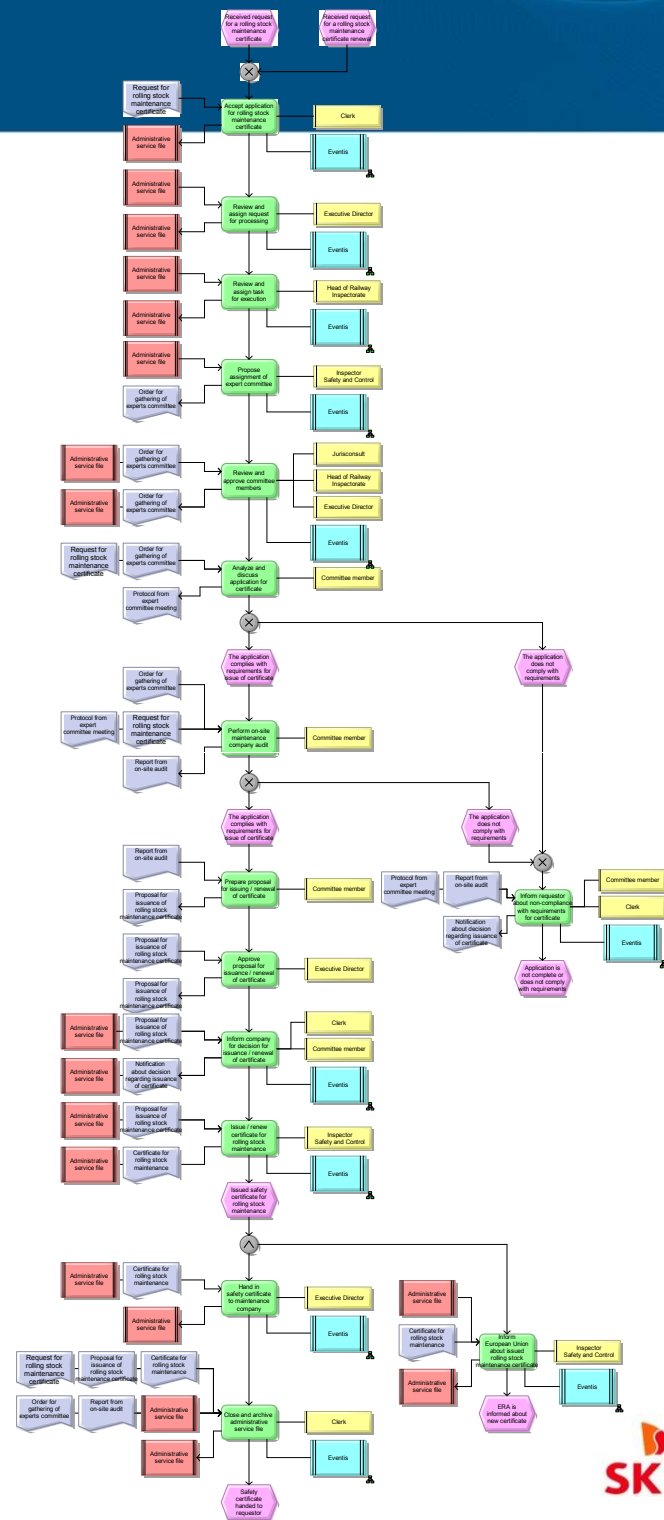 Received request
for a rolling stock
maintenance
certificate
Received request
for a rolling stock
maintenance
certificate renewal
Request for
rolling stock
maintenance
certificate
Accept application
for rolling stock
maintenance
certificate
Clerk
Administrative
service file
Eventis
Administrative
service file
Review and
assign request
for processing
Executive Director
Administrative
service file
Eventis
Administrative
service file
Review and
assign task
for execution
Head of Railway
Inspectorate
Administrative
service file
Eventis
Administrative
service file
Propose
assignment of
expert committee
Inspector
Safety and Control
Order for
gathering of
experts committee
Eventis
Jurisconsult
Administrative
service file
Order for
gathering of
experts committee
Review and
approve committee
members
Head of Railway
Inspectorate
Administrative
service file
Order for
gathering of
experts committee
Executive Director
Eventis
Request for
rolling stock
maintenance
certificate
Order for
gathering of
experts committee
Analyze and
discuss
application for
certificate
Committee member
Protocol from
expert
committee meeting
The application
complies with
requirements for
issue of certificate
The application
does not
comply with
requirements
Order for
gathering of
experts committee
Protocol from
expert
committee meeting
Request for
rolling stock
maintenance
certificate
Perform on-site
maintenance
company audit
Committee member
Report from
on-site audit
The application
complies with
requirements for
issue of certificate
The application
does not
comply with
requirements
Report from
on-site audit
Prepare proposal
for issuing / renewal
of certificate
Committee member
Proposal for
issuance of
rolling stock
maintenance certificate
Protocol from
expert
committee meeting
Report from
on-site audit
Inform requestor
about non-compliance
with requirements
for certificate
Committee member
Clerk
Notification
about decision
regarding issuance
of certificate
Eventis
Application is
not complete or
does not comply
with requirements
Proposal for
issuance of
rolling stock
maintenance certificate
Approve
proposal for
issuance / renewal
of certificate
Executive Director
Proposal for
issuance of
rolling stock
maintenance certificate
Administrative
service file
Proposal for
issuance of
rolling stock
maintenance certificate
Inform company
for decision for
issuance / renewal
of certificate
Clerk
Committee member
Administrative
service file
Notification
about decision
regarding issuance
of certificate
Eventis
Administrative
service file
Proposal for
issuance of
rolling stock
maintenance certificate
Issue / renew
certificate for
rolling stock
maintenance
Inspector
Safety and Control
Administrative
service file
Certificate for
rolling stock
maintenance
Eventis
Issued safety
certificate for
rolling stock
maintenance
Administrative
service file
Certificate for
rolling stock
maintenance
Hand in
safety certificate
to maintenance
company
Executive Director
Administrative
service file
Eventis
Administrative
service file
Certificate for
rolling stock
maintenance
Inform
European Union
about issued
rolling stock
maintenance certificate
Inspector
Safety and Control
Administrative
service file
Eventis
ERA is
informed about
new certificate
Request for
rolling stock
maintenance
certificate
Proposal for
issuance of
rolling stock
maintenance certificate
Certificate for
rolling stock
maintenance
Order for
gathering of
experts committee
Report from
on-site audit
Administrative
service file
Close and archive
administrative
service file
Clerk
Administrative
service file
Eventis
Safety
certificate
handed to
requestor
SK